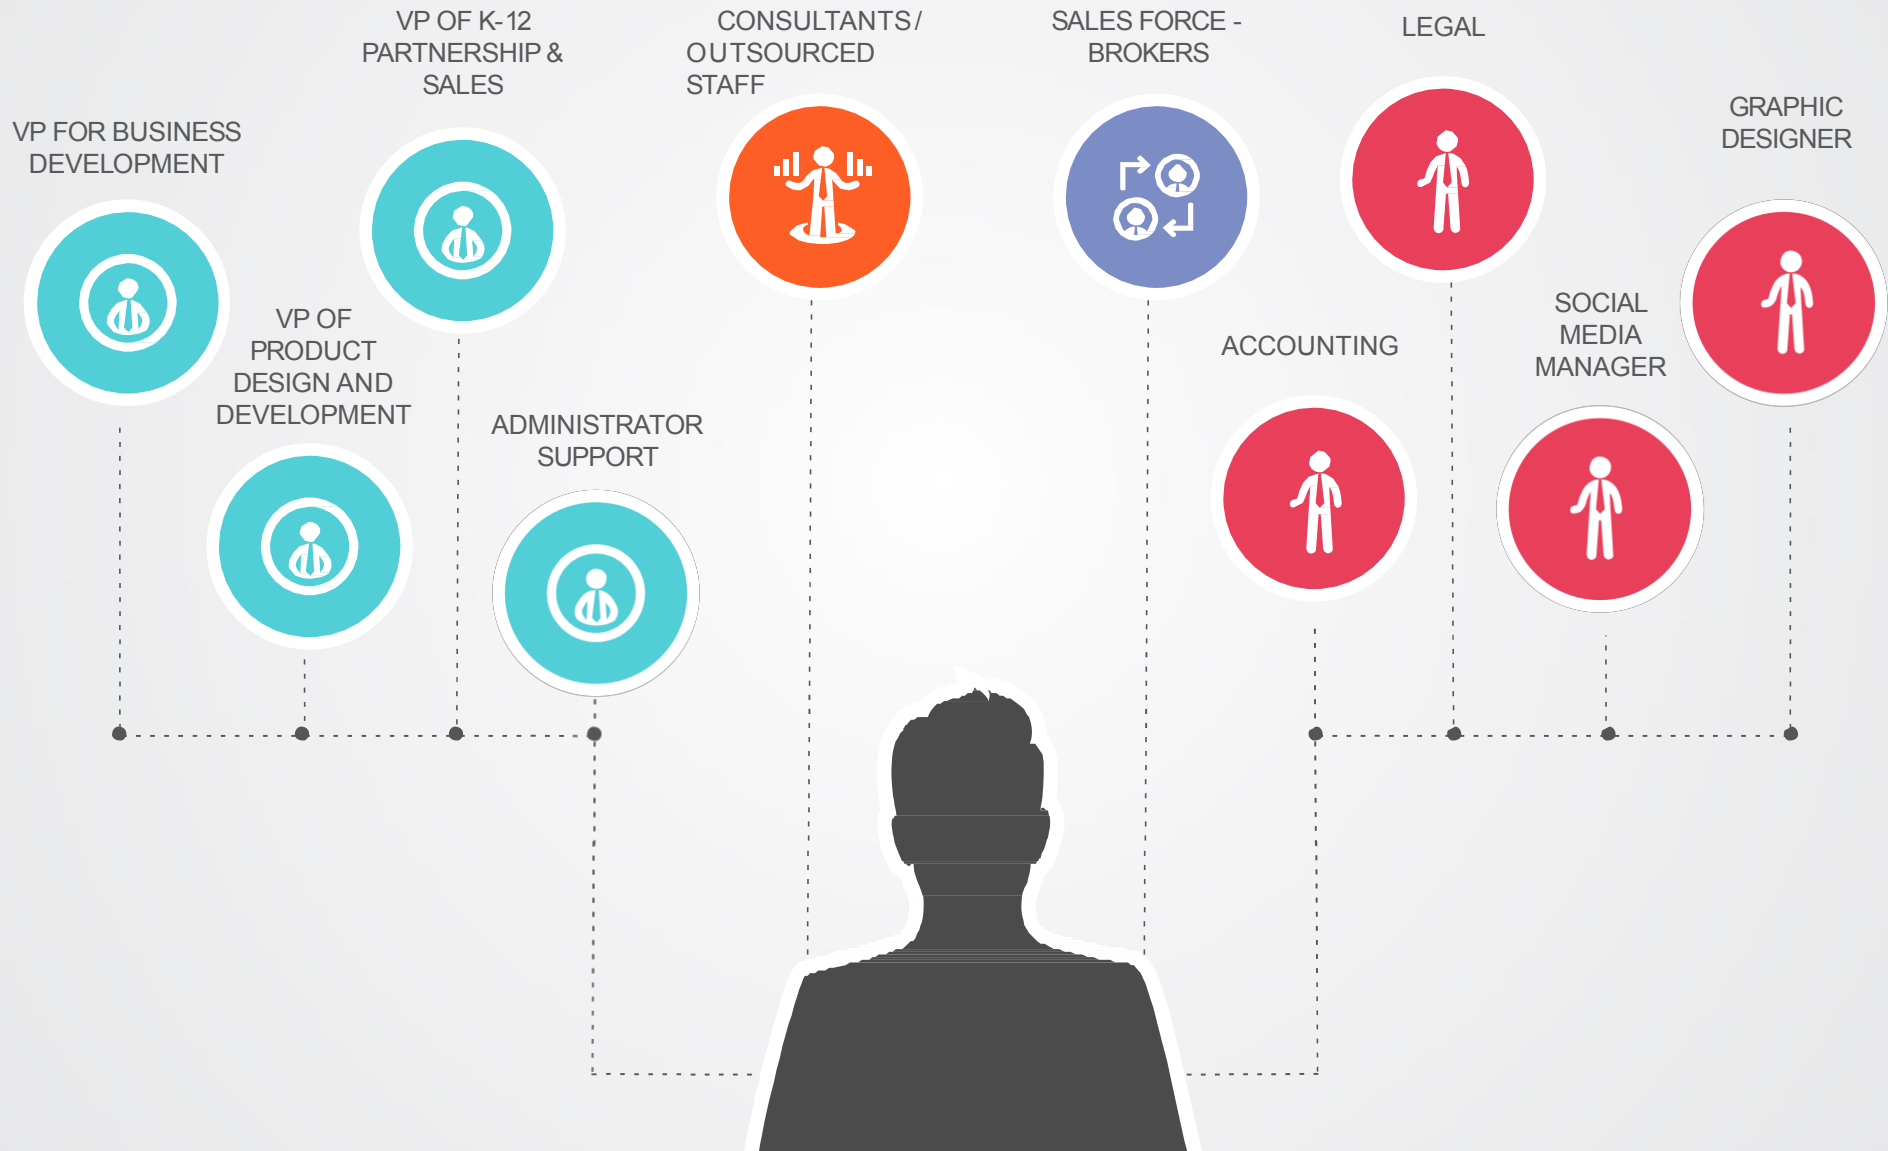 VP FOR BUSINESS
DEVELOPMENT
VP OF K-12
PARTNERSHIP &
SALES
VP OF
PRODUCT
DESIGN AND
DEVELOPMENT
ADMINISTRATOR
SUPPORT
CONSULTANTS /
OUTSOURCED
STAFF
SALES FORCE -
BROKERS
ACCOUNTING
LEGAL
SOCIAL
MEDIA
MANAGER
GRAPHIC
DESIGNER